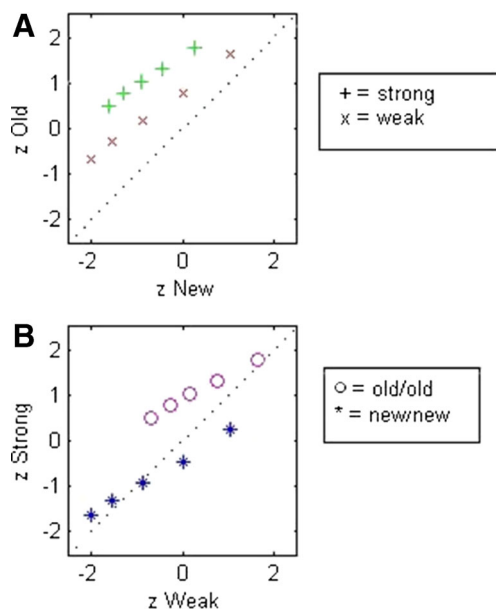 A
2
1
0
-1
-2
z Old
-2 0 2
z New
+ = strong
x = weak
B
2
1
0
-1
-2
z Strong
-2 0 2
z Weak
o = old/old
* = new/new